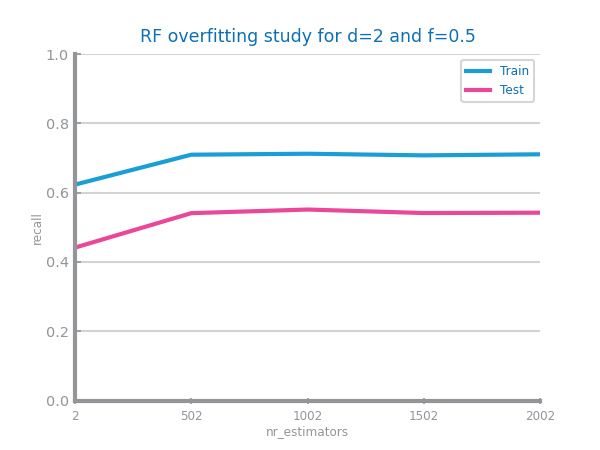 RF overfitting study for d=2 and f=0.5
Train
Test
1.0
0.8
0.6
0.4
0.2
0.0
recall
2 502 1002 1502 2002
nr_estimators